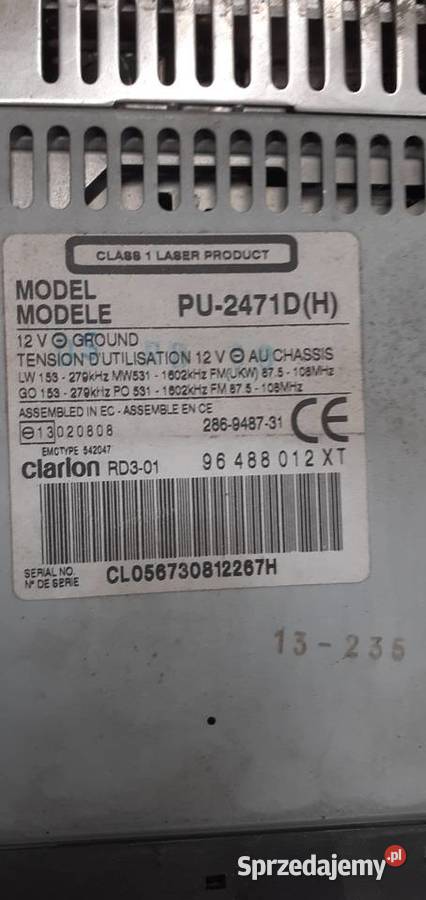 CLASS 1 LASER PRODUCT
MODEL
MODELE PU-2471D(H)
12 V ⊖ GROUND
TENSION D'UTILISATION 12 V ⊖ AU CHASSIS
LW 153 - 279kHz MW531 - 1602kHz FM(UKW) 87.5 - 108MHz
GO 153 - 279kHz PO 531 - 1602kHz FM 87.5 - 108MHz
ASSEMBLED IN EC - ASSEMBLE EN CE
e13 020808 286-9487-31 CE
EMCTYPE 542047
clarion RD3-01 96 488 012 XT
SERIAL NO.
N° DE SERIE CL056730812267H
13-235
Sprzedajemy.pl